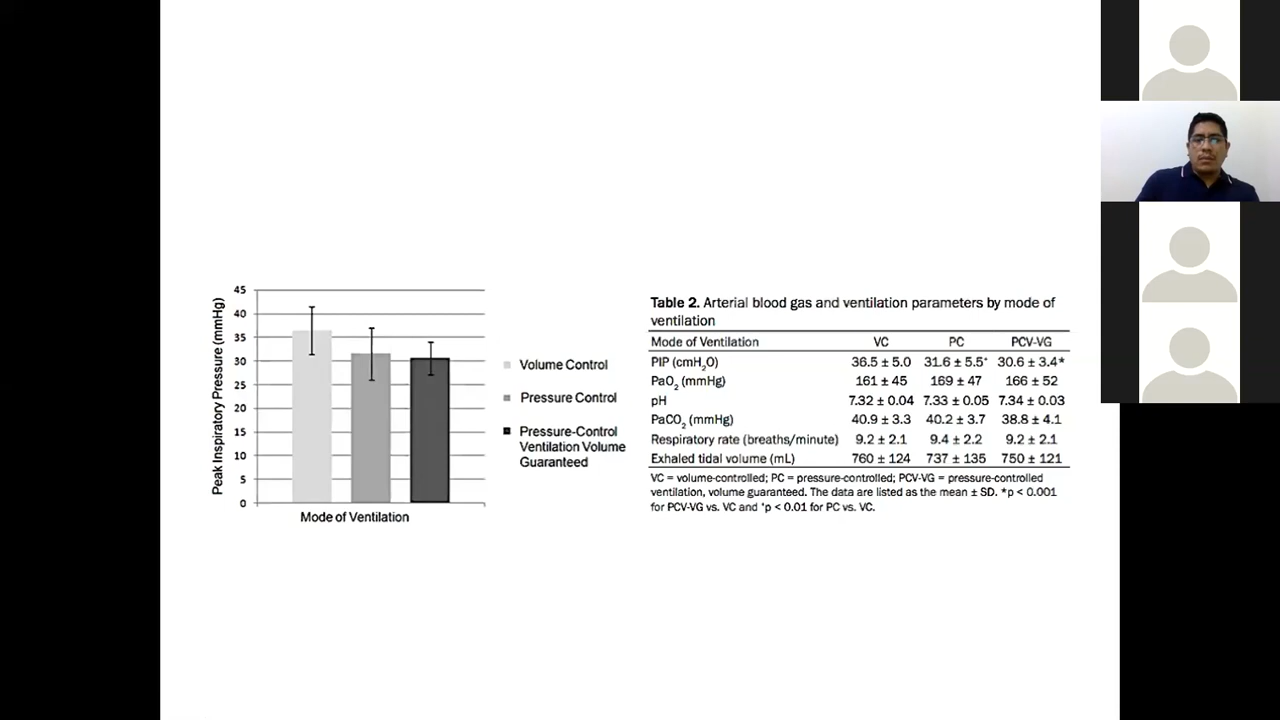 45
40
35
30
25
20
15
10
5
0
Peak Inspiratory Pressure (mmHg)
Mode of Ventilation
Volume Control
Pressure Control
Pressure-Control
Ventilation Volume
Guaranteed
Table 2. Arterial blood gas and ventilation parameters by mode of
ventilation
Mode of Ventilation VC PC PCV-VG
PIP (cmH₂O) 36.5 ± 5.0 31.6 ± 5.5⁺ 30.6 ± 3.4*
PaO₂ (mmHg) 161 ± 45 169 ± 47 166 ± 52
pH 7.32 ± 0.04 7.33 ± 0.05 7.34 ± 0.03
PaCO₂ (mmHg) 40.9 ± 3.3 40.2 ± 3.7 38.8 ± 4.1
Respiratory rate (breaths/minute) 9.2 ± 2.1 9.4 ± 2.2 9.2 ± 2.1
Exhaled tidal volume (mL) 760 ± 124 737 ± 135 750 ± 121
VC = volume-controlled; PC = pressure-controlled; PCV-VG = pressure-controlled
ventilation, volume guaranteed. The data are listed as the mean ± SD. *p < 0.001
for PCV-VG vs. VC and ⁺p < 0.01 for PC vs. VC.